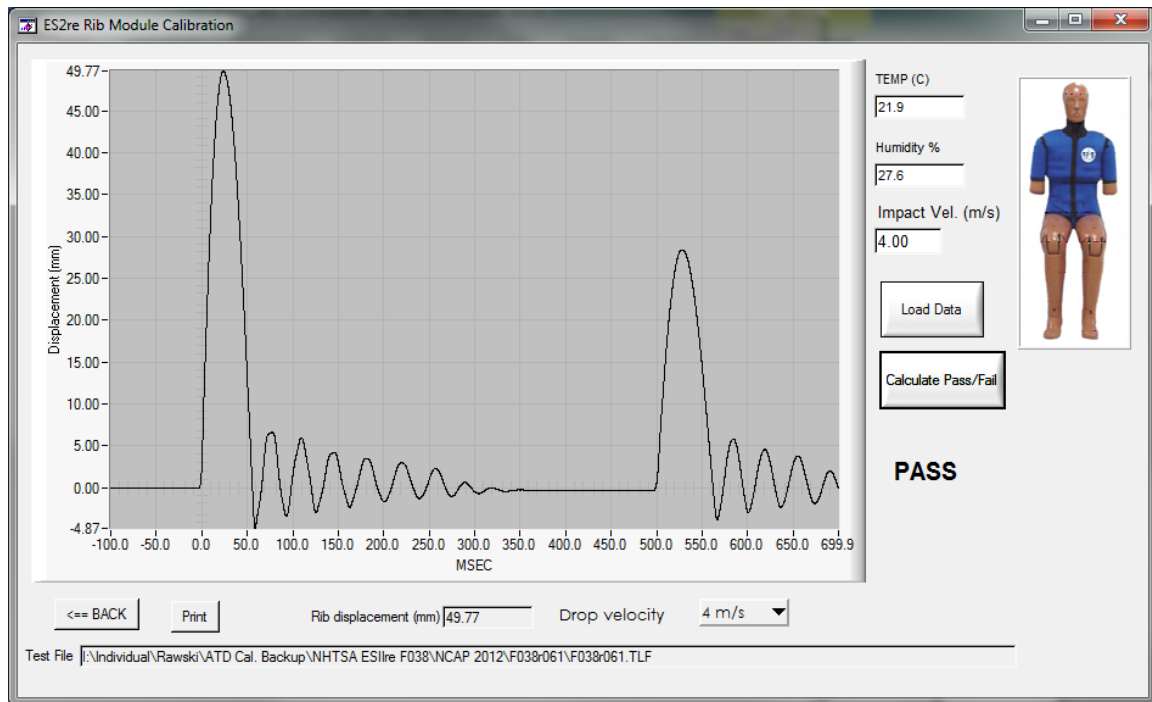 ES2re Rib Module Calibration
49.77
45.00
40.00
35.00
30.00
25.00
20.00
15.00
10.00
5.00
0.00
-4.87
Displacement (mm)
-100.0 -50.0 0.0 50.0 100.0 150.0 200.0 250.0 300.0 350.0 400.0 450.0 500.0 550.0 600.0 650.0 699.9
MSEC
TEMP (C)
21.9
Humidity %
27.6
Impact Vel. (m/s)
4.00
Load Data
Calculate Pass/Fail
PASS
<== BACK
Print
Rib displacement (mm) 49.77
Drop velocity 4 m/s
Test File I:\Individual\Rawski\ATD Cal. Backup\NHTSA ESIIre F038\NCAP 2012\F038r061\F038r061.TLF